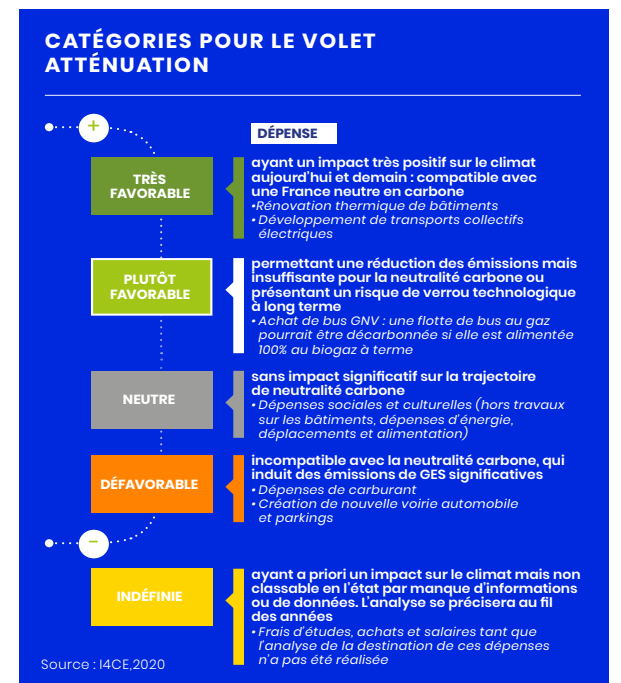 CATÉGORIES POUR LE VOLET
ATTÉNUATION
+
DÉPENSE
TRÈS
FAVORABLE
ayant un impact très positif sur le climat
aujourd'hui et demain : compatible avec
une France neutre en carbone
•Rénovation thermique de bâtiments
• Développement de transports collectifs
électriques
PLUTÔT
FAVORABLE
permettant une réduction des émissions mais
insuffisante pour la neutralité carbone ou
présentant un risque de verrou technologique
à long terme
• Achat de bus GNV : une flotte de bus au gaz
pourrait être décarbonnée si elle est alimentée
100% au biogaz à terme
NEUTRE
sans impact significatif sur la trajectoire
de neutralité carbone
• Dépenses sociales et culturelles (hors travaux
sur les bâtiments, dépenses d'énergie,
déplacements et alimentation)
DÉFAVORABLE
incompatible avec la neutralité carbone, qui
induit des émissions de GES significatives
• Dépenses de carburant
• Création de nouvelle voirie automobile
et parkings
–
INDÉFINIE
ayant a priori un impact sur le climat mais non
classable en l'état par manque d'informations
ou de données. L'analyse se précisera au fil
des années
• Frais d'études, achats et salaires tant que
l'analyse de la destination de ces dépenses
n'a pas été réalisée
Source : I4CE,2020